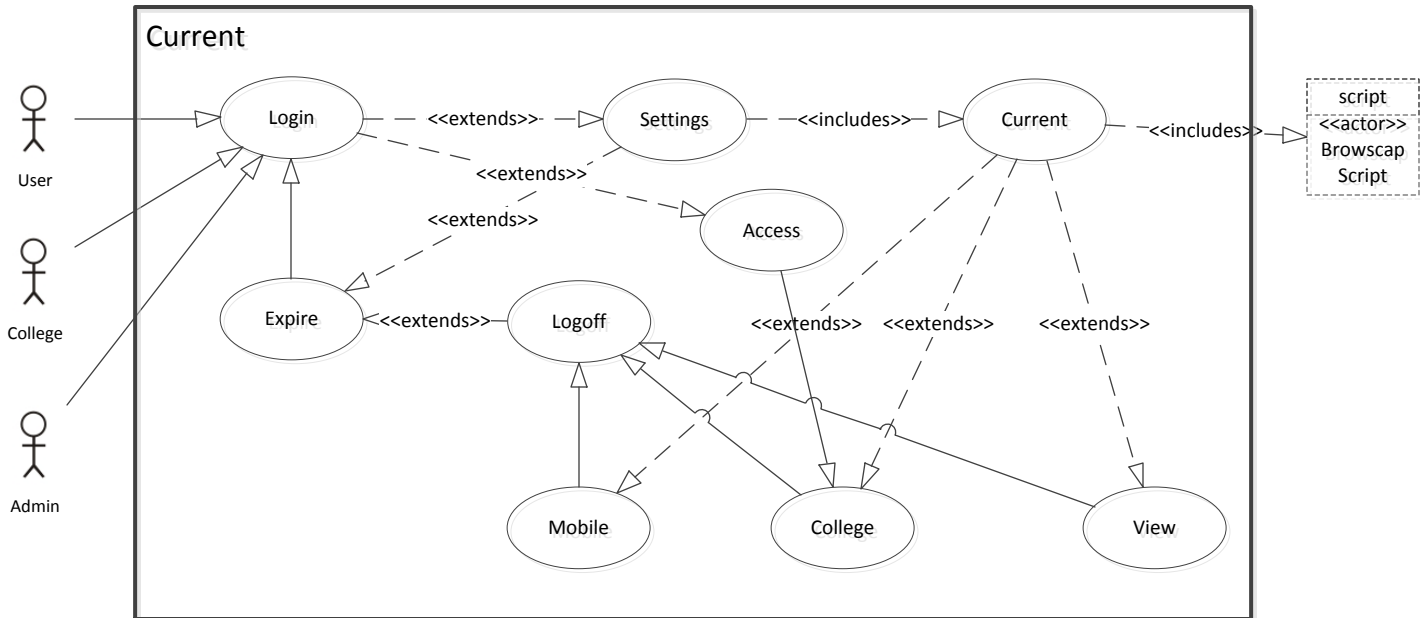 Current
Login
<<extends>>
Settings
<<includes>>
Current
script
<<includes>>
<<actor>>
Browscap
Script
User
<<extends>>
<<extends>>
Access
College
Expire
<<extends>>
Logoff
<<extends>>
<<extends>>
<<extends>>
Admin
Mobile
College
View